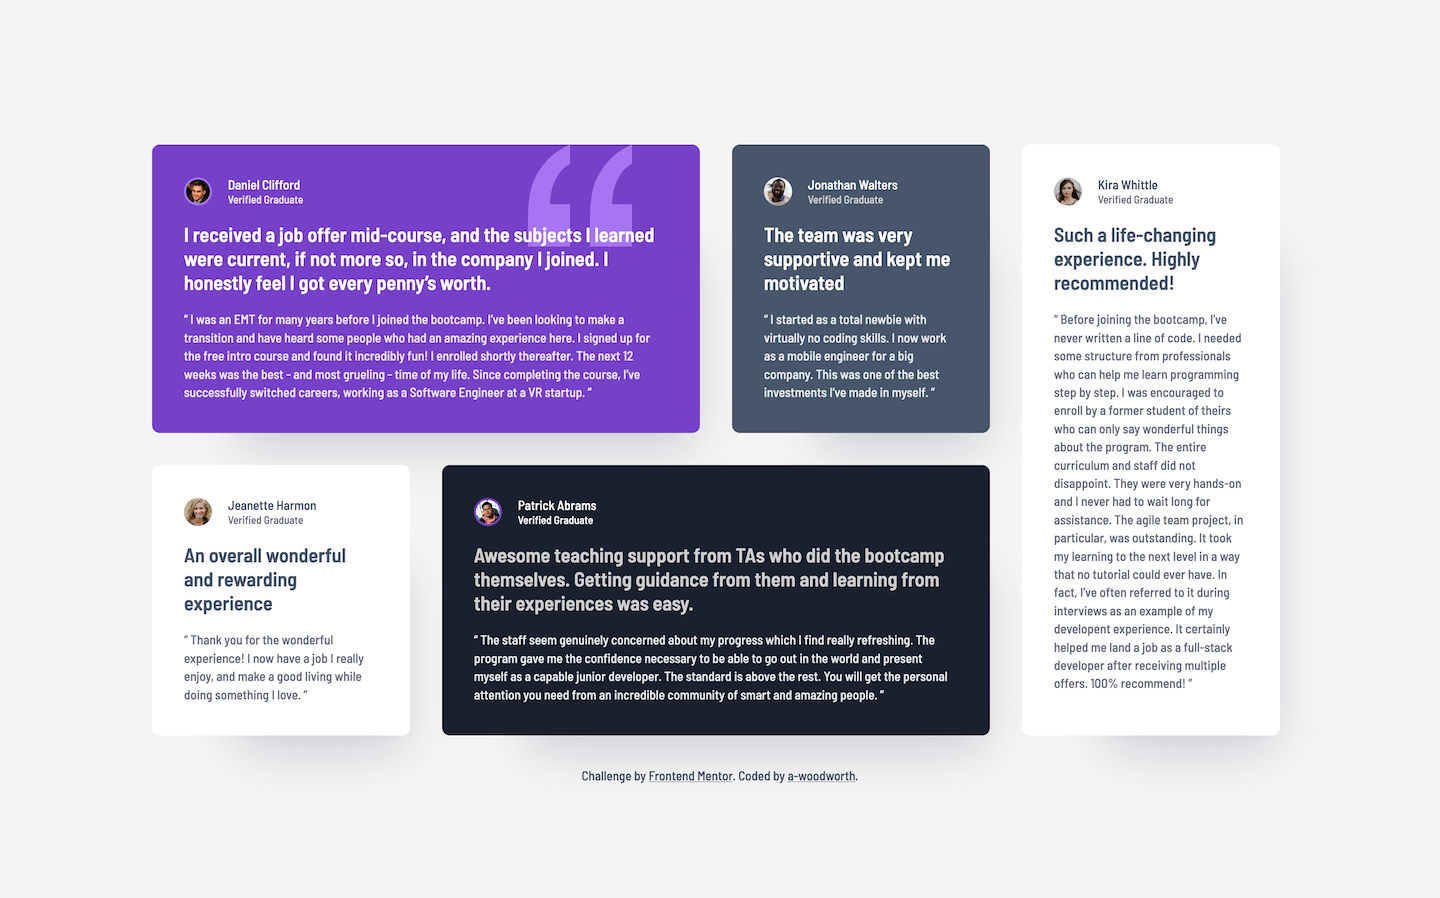 Daniel Clifford
Verified Graduate
I received a job offer mid-course, and the subjects I learned
were current, if not more so, in the company I joined. I
honestly feel I got every penny’s worth.
“ I was an EMT for many years before I joined the bootcamp. I’ve been looking to make a
transition and have heard some people who had an amazing experience here. I signed up for
the free intro course and found it incredibly fun! I enrolled shortly thereafter. The next 12
weeks was the best - and most grueling - time of my life. Since completing the course, I’ve
successfully switched careers, working as a Software Engineer at a VR startup. ”
Jonathan Walters
Verified Graduate
The team was very
supportive and kept me
motivated
“ I started as a total newbie with
virtually no coding skills. I now work
as a mobile engineer for a big
company. This was one of the best
investments I’ve made in myself. ”
Kira Whittle
Verified Graduate
Such a life-changing
experience. Highly
recommended!
“ Before joining the bootcamp, I’ve
never written a line of code. I needed
some structure from professionals
who can help me learn programming
step by step. I was encouraged to
enroll by a former student of theirs
who can only say wonderful things
about the program. The entire
curriculum and staff did not
disappoint. They were very hands-on
and I never had to wait long for
assistance. The agile team project, in
particular, was outstanding. It took
my learning to the next level in a way
that no tutorial could ever have. In
fact, I’ve often referred to it during
interviews as an example of my
developent experience. It certainly
helped me land a job as a full-stack
developer after receiving multiple
offers. 100% recommend! ”
Jeanette Harmon
Verified Graduate
An overall wonderful
and rewarding
experience
“ Thank you for the wonderful
experience! I now have a job I really
enjoy, and make a good living while
doing something I love. ”
Patrick Abrams
Verified Graduate
Awesome teaching support from TAs who did the bootcamp
themselves. Getting guidance from them and learning from
their experiences was easy.
“ The staff seem genuinely concerned about my progress which I find really refreshing. The
program gave me the confidence necessary to be able to go out in the world and present
myself as a capable junior developer. The standard is above the rest. You will get the personal
attention you need from an incredible community of smart and amazing people. ”
Challenge by Frontend Mentor. Coded by a-woodworth.